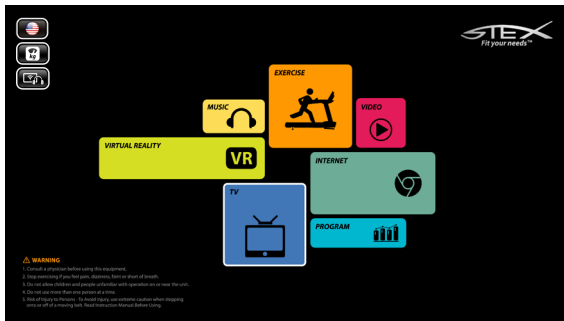 STEX
Fit your needs™
kg
EXERCISE
MUSIC
VIDEO
VIRTUAL REALITY
VR
INTERNET
TV
PROGRAM
WARNING
1. Consult a physician before using this equipment.
2. Stop exercising if you feel pain, dizziness, faint or short of breath.
3. Do not allow children and people unfamiliar with operation on or near the unit.
4. Do not use more than one person at a time.
5. Risk of Injury to Persons - To Avoid injury, use extreme caution when stepping
onto or off of a moving belt. Read Instruction Manual Before Using.